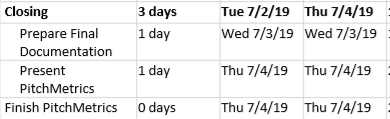 Closing 3 days Tue 7/2/19 Thu 7/4/19
Prepare Final Documentation 1 day Wed 7/3/19 Wed 7/3/19
Present PitchMetrics 1 day Thu 7/4/19 Thu 7/4/19
Finish PitchMetrics 0 days Thu 7/4/19 Thu 7/4/19